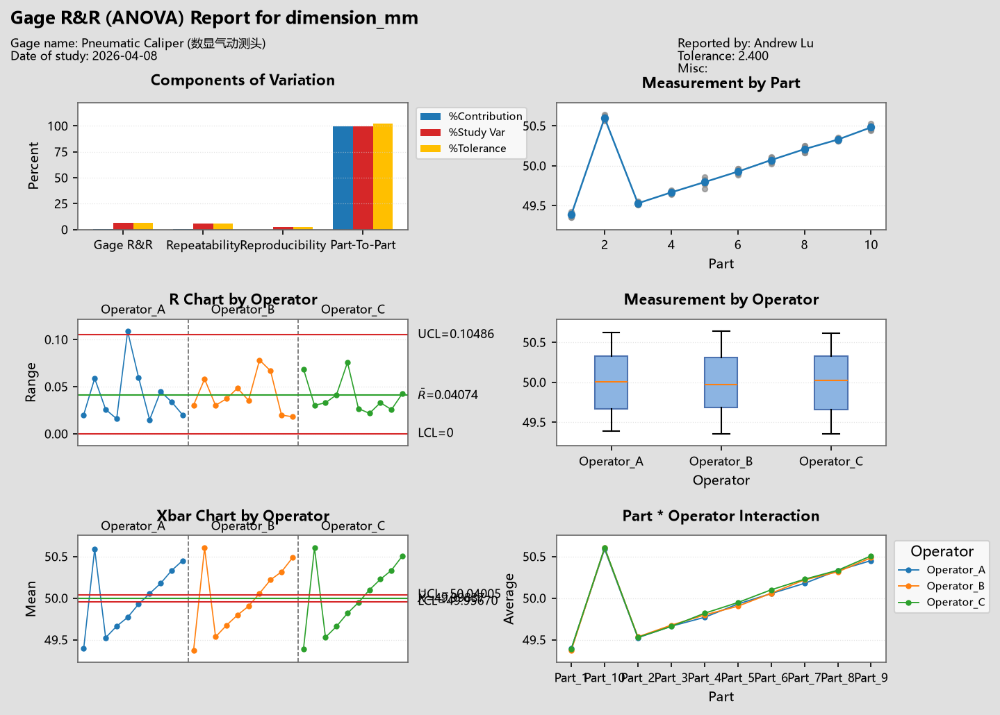 Gage R&R (ANOVA) Report for dimension_mm
Gage name: Pneumatic Caliper (数显气动测头)
Date of study: 2026-04-08
Reported by: Andrew Lu
Tolerance: 2.400
Misc:
Components of Variation
Percent
100
75
50
25
0
Gage R&R
Repeatability
Reproducibility
Part-To-Part
%Contribution
%Study Var
%Tolerance
Measurement by Part
50.5
50.0
49.5
2
4
6
8
10
Part
R Chart by Operator
Operator_A
Operator_B
Operator_C
Range
0.10
0.05
0.00
UCL=0.10486
R̄=0.04074
LCL=0
Measurement by Operator
50.5
50.0
49.5
Operator_A
Operator_B
Operator_C
Operator
Xbar Chart by Operator
Operator_A
Operator_B
Operator_C
Mean
50.5
50.0
49.5
UCL=50.04005
Part * Operator Interaction
Average
50.5
50.0
49.5
Part_1
Part_10
Part_2
Part_3
Part_4
Part_5
Part_6
Part_7
Part_8
Part_9
Part
Operator
Operator_A
Operator_B
Operator_C